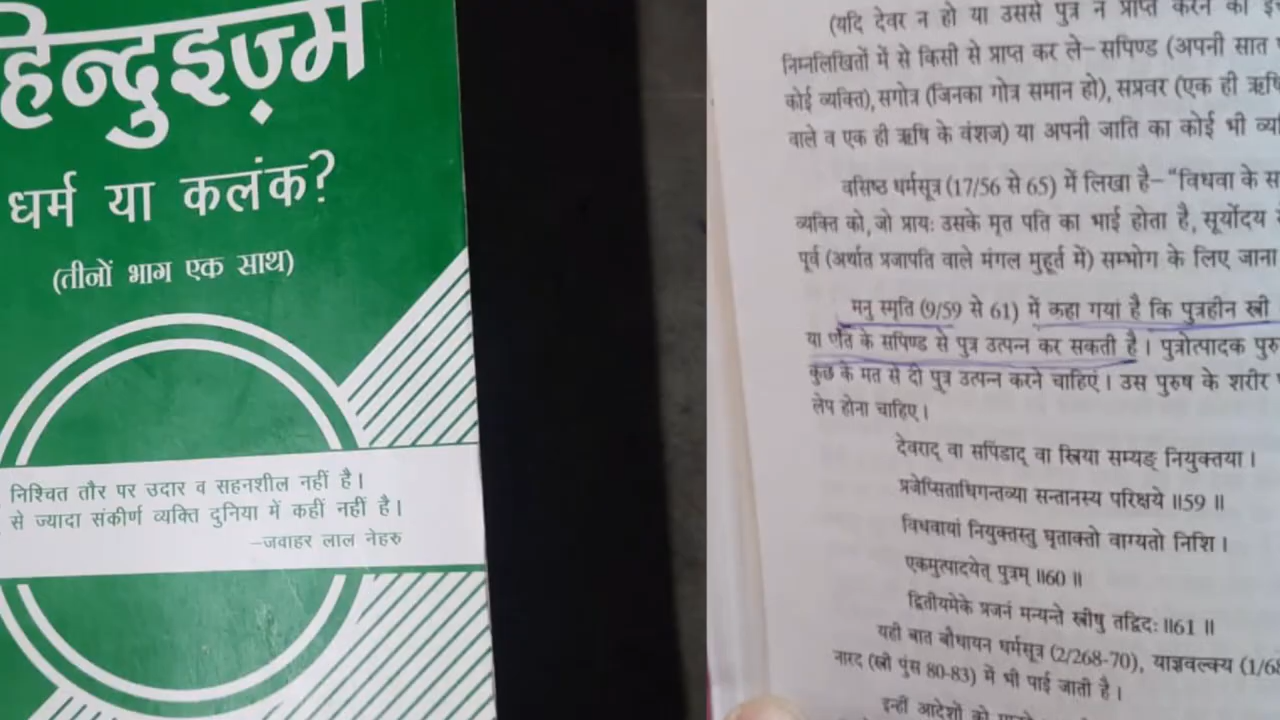 हिन्दुइज़्म
धर्म या कलंक?
(तीनों भाग एक साथ)
निश्चित तौर पर उदार व सहनशील नहीं है।
से ज्यादा संकीर्ण व्यक्ति दुनिया में कहीं नहीं है।
–जवाहर लाल नेहरु
(यदि देवर न हो या उससे पुत्र न प्राप्त करने की
निम्नलिखितों में से किसी से प्राप्त कर ले– सपिण्ड (अपनी सात
कोई व्यक्ति), सगोत्र (जिनका गोत्र समान हो), सप्रवर (एक ही ऋषि
वाले व एक ही ऋषि के वंशज) या अपनी जाति का कोई भी
वसिष्ठ धर्मसूत्र (17/56 से 65) में लिखा है– "विधवा के
व्यक्ति को, जो प्रायः उसके मृत पति का भाई होता है, सूर्योदय
पूर्व (अर्थात प्रजापति वाले मंगल मुहूर्त में) सम्भोग के लिए जाना
मनु स्मृति (9/59 से 61) में कहा गया है कि पुत्रहीन स्त्री
या पति के सपिण्ड से पुत्र उत्पन्न कर सकती है। पुत्रोत्पादक
कुछ के मत से दो पुत्र उत्पन्न करने चाहिए। उस पुरुष के शरीर
लेप होना चाहिए।
देवराद् वा सपिंडाद् वा स्त्रिया सम्यङ् नियुक्तया।
प्रजेप्सिताधिगन्तव्या सन्तानस्य परिक्षये॥59॥
विधवायां नियुक्तस्तु घृताक्तो वाग्यतो निशि।
एकमुत्पादयेत् पुत्रम्॥60॥
द्वितीयमेके प्रजनं मन्यन्ते स्त्रीषु तद्विदः॥61॥
यही बात बौधायन धर्मसूत्र (2/268-70), याज्ञवल्क्य
नारद (स्त्री पुंस 80-83) में भी पाई जाती है।
इन्हीं आदेशों को